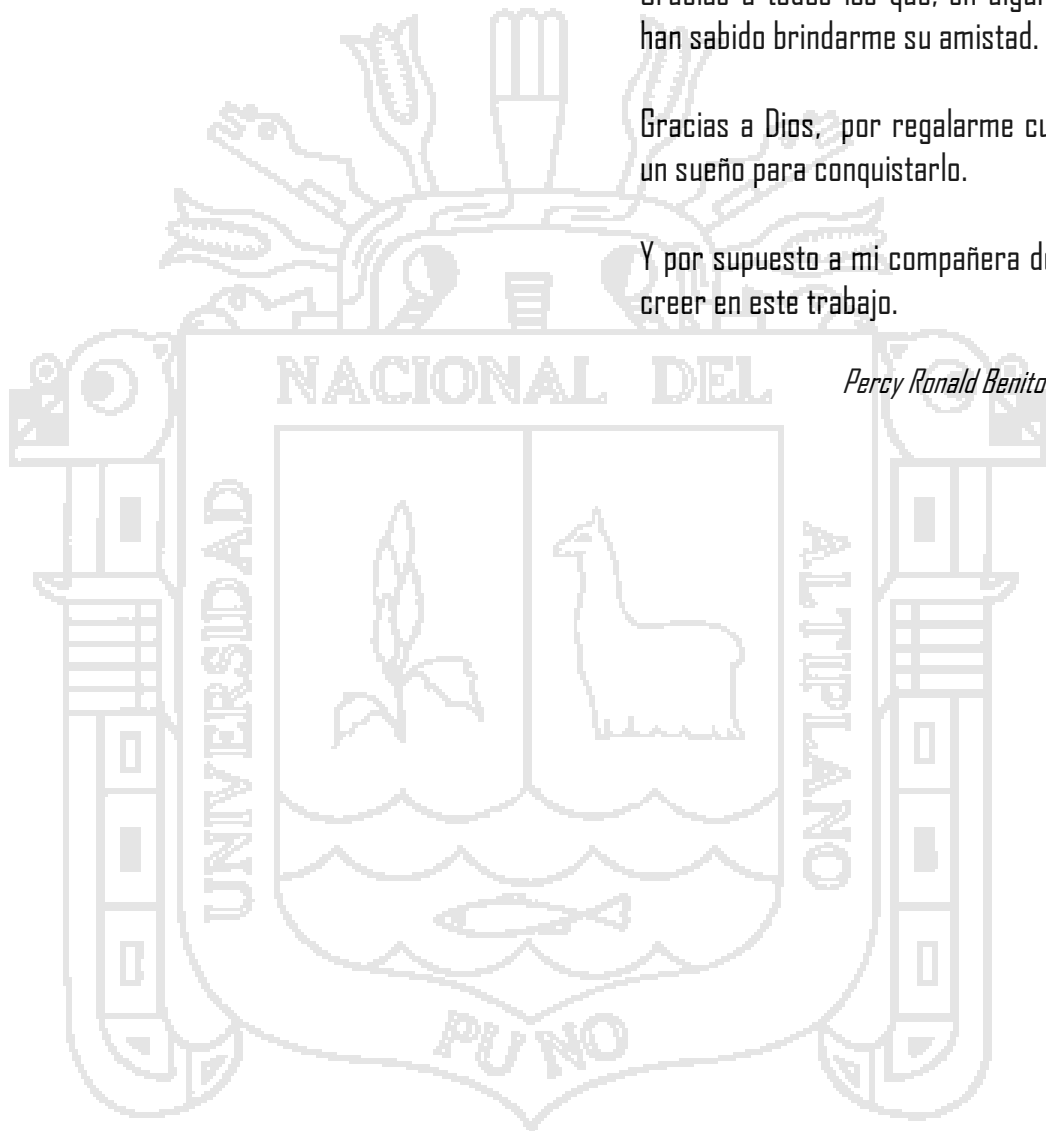 han sabido brindarme su amistad.
Gracias a Dios, por regalarme
un sueño para conquistarlo.
Y por supuesto a mi compañera
creer en este trabajo.
Percy Ronald Benito
NACIONAL DEL
UNIVERSIDAD
ALTIPLANO
PUNO